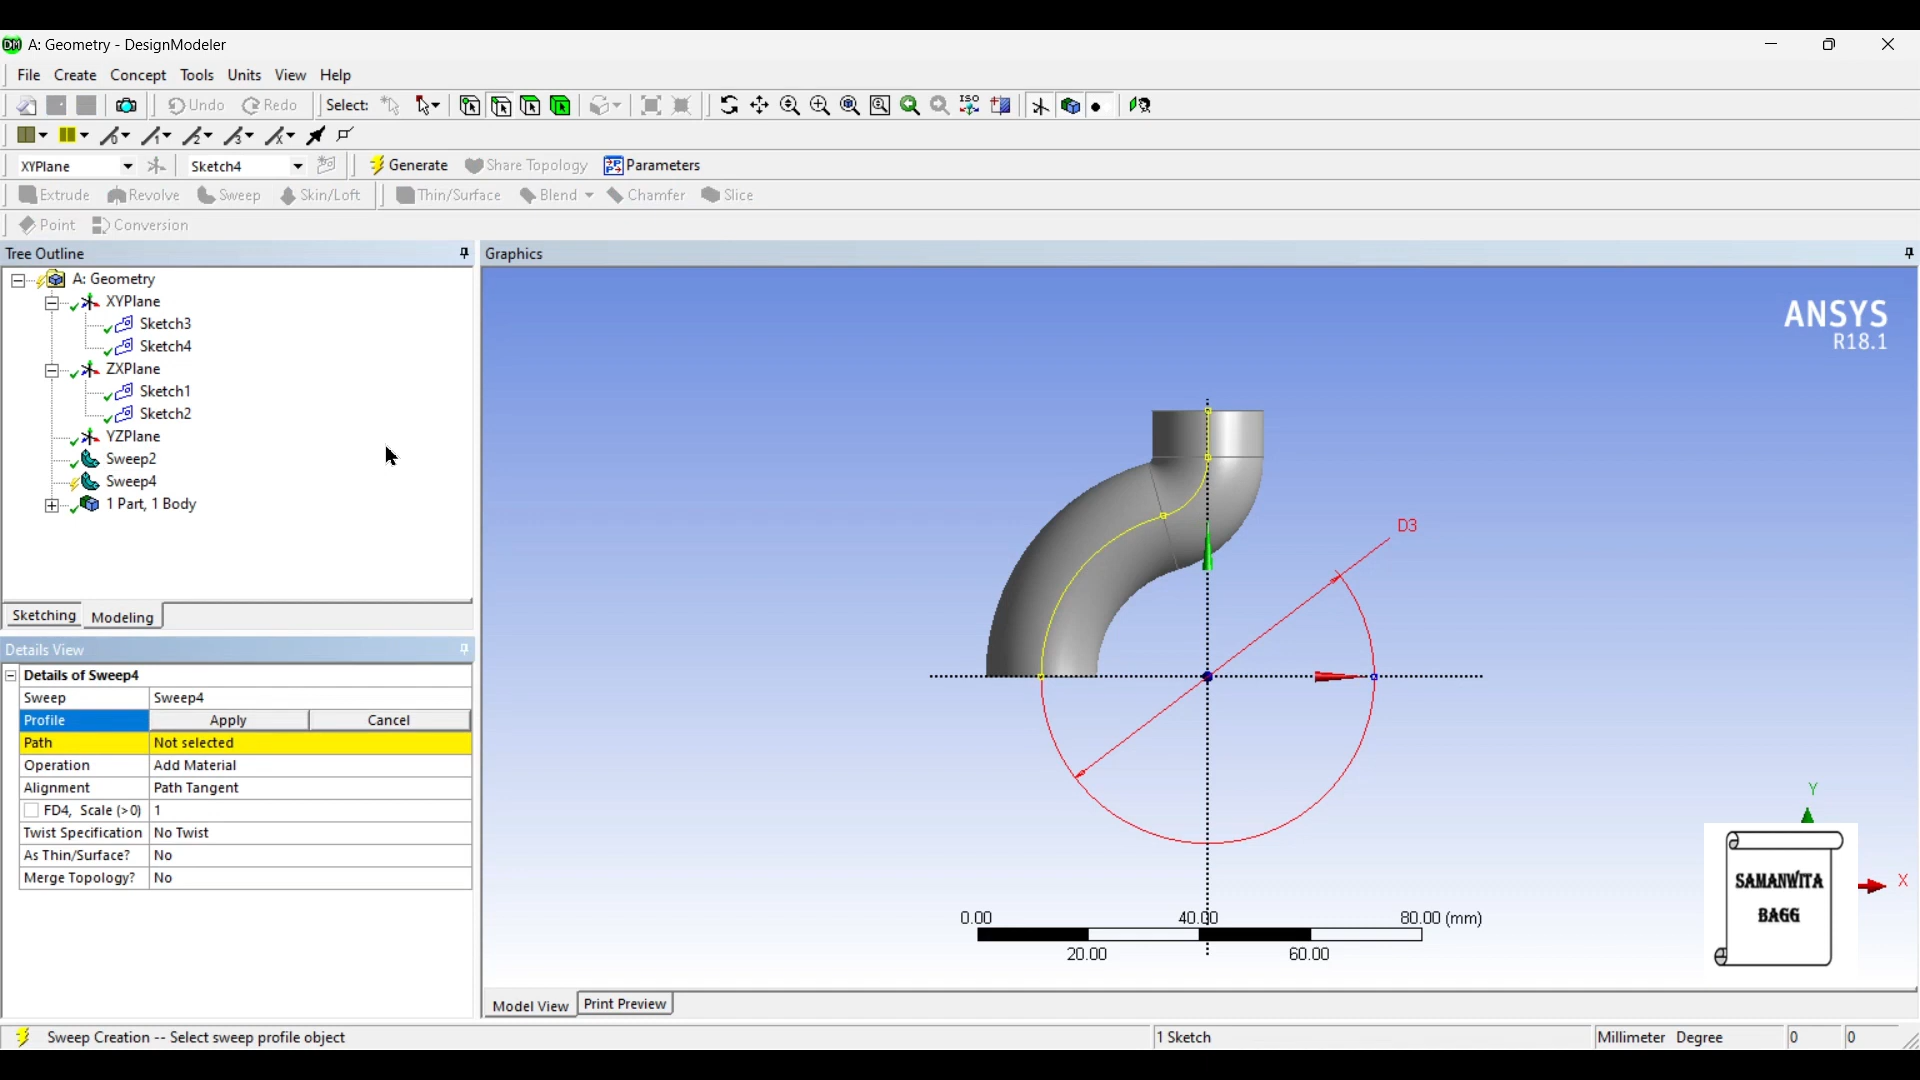 A: Geometry - DesignModeler
File Create Concept Tools Units View Help
Undo Redo Select: ISO
XYPlane Sketch4 Generate Share Topology Parameters
Extrude Revolve Sweep Skin/Loft Thin/Surface Blend Chamfer Slice
Point Conversion
Tree Outline
A: Geometry
XYPlane
Sketch3
Sketch4
ZXPlane
Sketch1
Sketch2
YZPlane
Sweep2
Sweep4
1 Part, 1 Body
Sketching Modeling
Details View
Details of Sweep4
Sweep Sweep4
Profile Apply Cancel
Path Not selected
Operation Add Material
Alignment Path Tangent
FD4, Scale (>0) 1
Twist Specification No Twist
As Thin/Surface? No
Merge Topology? No
Graphics
ANSYS
R18.1
D3
Y
X
SAMANWITA
BAGG
0.00 40.00 80.00 (mm)
20.00 60.00
Model View Print Preview
Sweep Creation -- Select sweep profile object 1 Sketch Millimeter Degree 0 0